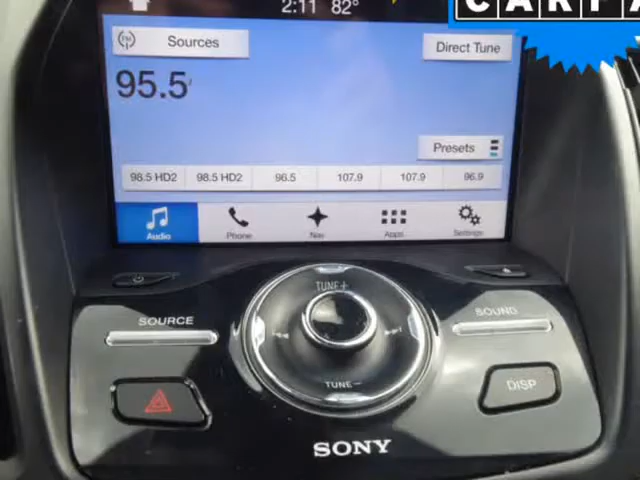 2:11 82°
CARFA
Sources
Direct Tune
95.5
Presets
98.5 HD2 98.5 HD2 96.5 107.9 107.9 96.9
Audio Phone Nav Apps Settings
TUNE+
SOURCE
SOUND
TUNE−
DISP
SONY